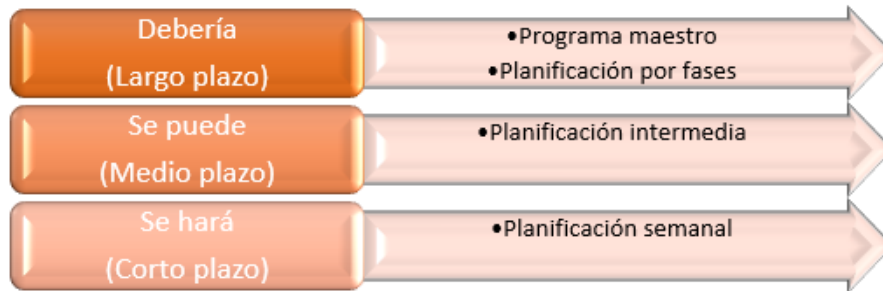 Debería
(Largo plazo)
•Programa maestro
•Planificación por fases
Se puede
(Medio plazo)
•Planificación intermedia
Se hará
(Corto plazo)
•Planificación semanal